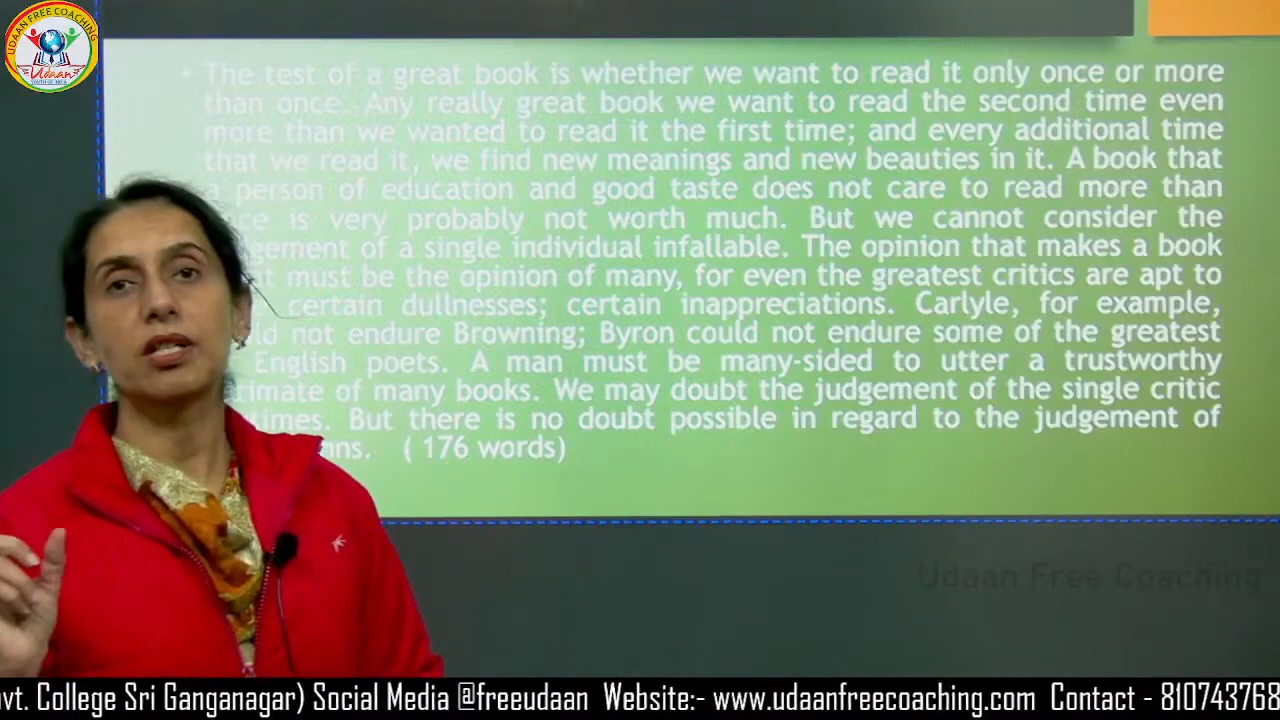 UDAAN FREE COACHING
Udaan
YOUTH OF INDIA
• The test of a great book is whether we want to read it only once or more
than once. Any really great book we want to read the second time even
more than we wanted to read it the first time; and every additional time
that we read it, we find new meanings and new beauties in it. A book that
a person of education and good taste does not care to read more than
is very probably not worth much. But we cannot consider the
of a single individual infallable. The opinion that makes a book
must be the opinion of many, for even the greatest critics are apt to
certain dullnesses; certain inappreciations. Carlyle, for example,
not endure Browning; Byron could not endure some of the greatest
English poets. A man must be many-sided to utter a trustworthy
of many books. We may doubt the judgement of the single critic
But there is no doubt possible in regard to the judgement of
( 176 words)
Udaan Free Coaching
College Sri Ganganagar) Social Media @freeudaan Website:- www.udaanfreecoaching.com Contact - 810743768